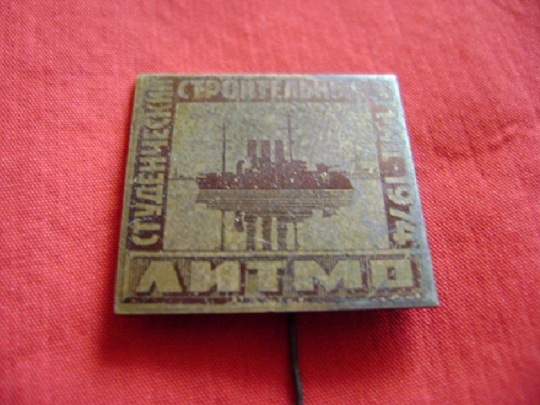 СТУДЕНЧЕСКИЙ
СТРОИТЕЛЬНЫЙ
1974
ЛИТМО